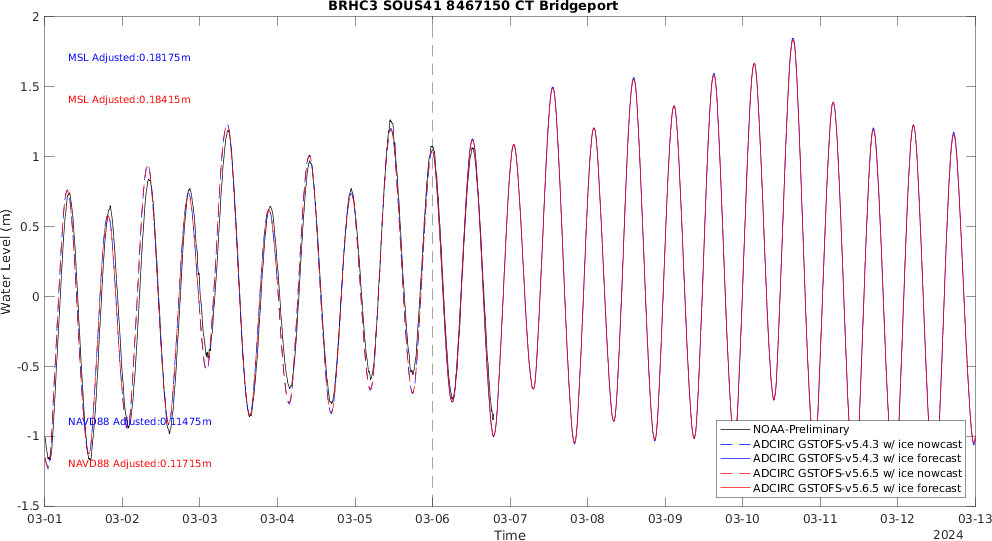 BRHC3 SOUS41 8467150 CT Bridgeport
2
1.5
1
0.5
0
-0.5
-1
-1.5
Water Level (m)
MSL Adjusted:0.18175m
MSL Adjusted:0.18415m
NAVD88 Adjusted:0.11475m
NAVD88 Adjusted:0.11715m
NOAA-Preliminary
ADCIRC GSTOFS-v5.4.3 w/ ice nowcast
ADCIRC GSTOFS-v5.4.3 w/ ice forecast
ADCIRC GSTOFS-v5.6.5 w/ ice nowcast
ADCIRC GSTOFS-v5.6.5 w/ ice forecast
03-01 03-02 03-03 03-04 03-05 03-06 03-07 03-08 03-09 03-10 03-11 03-12 03-13
Time
2024